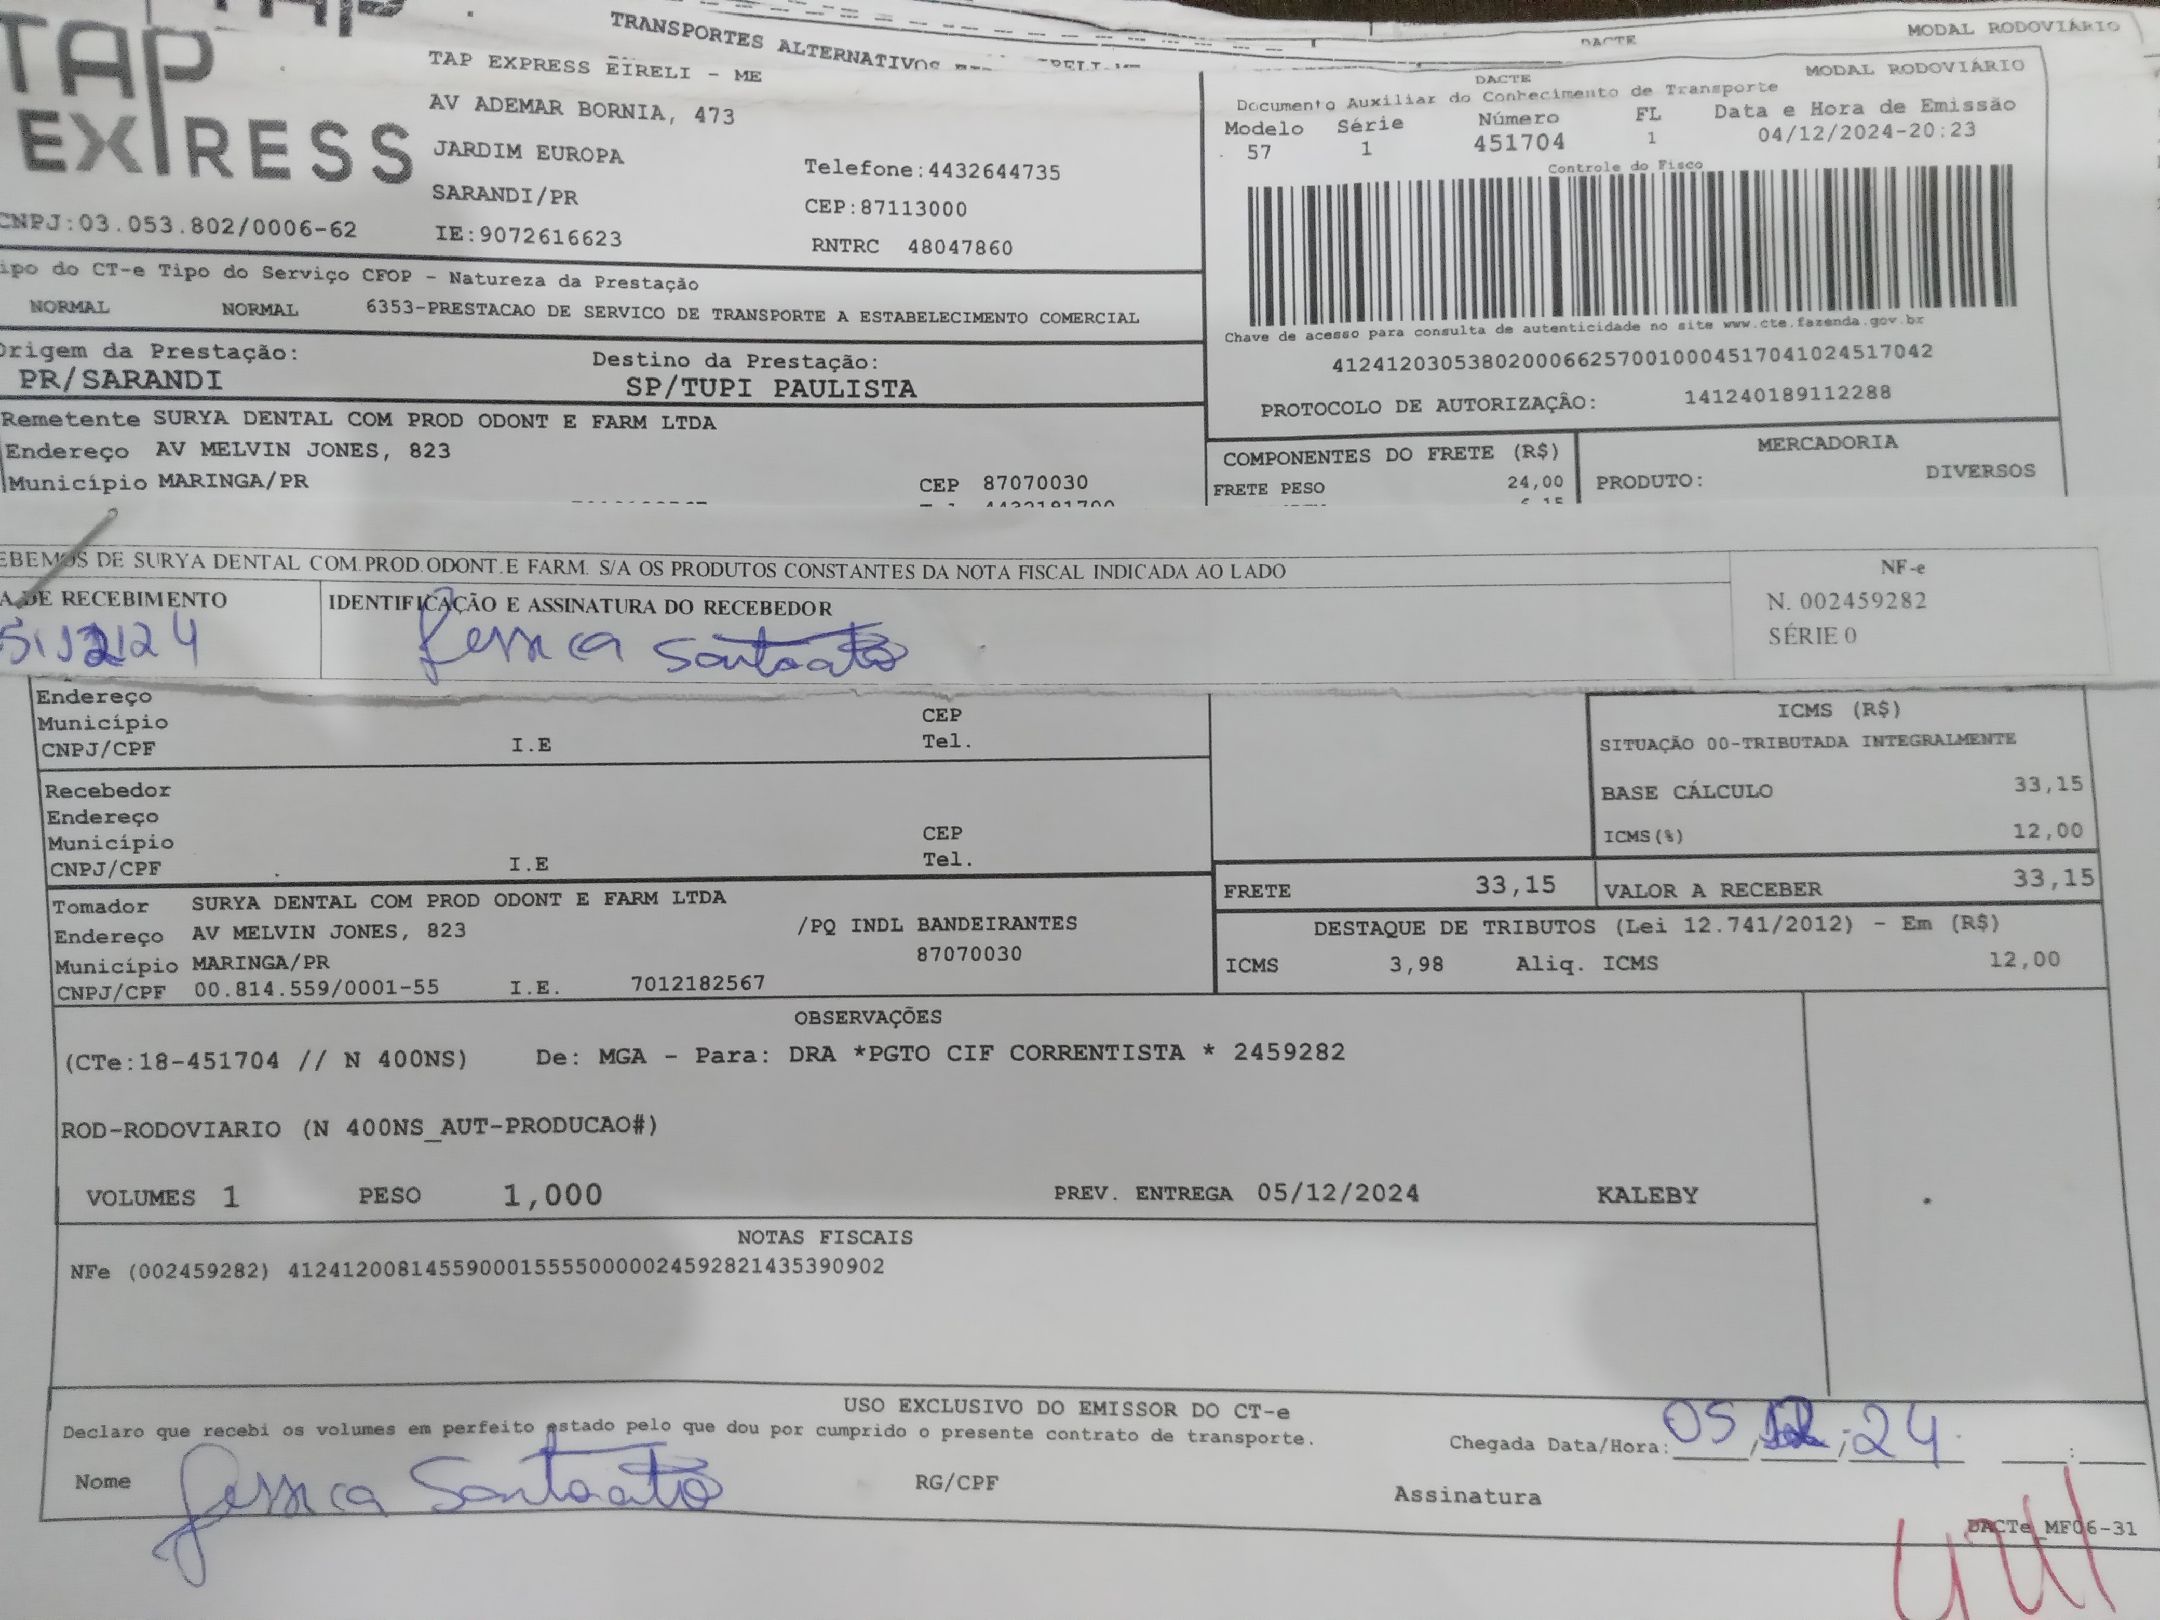 TRANSPORTES ALTERNATIVOS
DACTE
MODAL RODOVIÁRIO
TAP EXPRESS
TAP EXPRESS EIRELI - ME
AV ADEMAR BORNIA, 473
JARDIM EUROPA
SARANDI/PR
Telefone:4432644735
CEP:87113000
CNPJ:03.053.802/0006-62
IE:9072616623
RNTRC 48047860
DACTE
MODAL RODOVIÁRIO
Documento Auxiliar do Conhecimento de Transporte
Modelo Série Número FL Data e Hora de Emissão
57 1 451704 1 04/12/2024-20:23
Controle do Fisco
Chave de acesso para consulta de autenticidade no site www.cte.fazenda.gov.br
41241203053802000662570010004517041024517042
PROTOCOLO DE AUTORIZAÇÃO: 141240189112288
ipo do CT-e Tipo do Serviço CFOP - Natureza da Prestação
NORMAL NORMAL 6353-PRESTACAO DE SERVICO DE TRANSPORTE A ESTABELECIMENTO COMERCIAL
Origem da Prestação: Destino da Prestação:
PR/SARANDI SP/TUPI PAULISTA
Remetente SURYA DENTAL COM PROD ODONT E FARM LTDA
Endereço AV MELVIN JONES, 823
Município MARINGA/PR CEP 87070030
COMPONENTES DO FRETE (R$)
FRETE PESO 24,00
MERCADORIA
PRODUTO: DIVERSOS
EBEMOS DE SURYA DENTAL COM.PROD.ODONT.E FARM. S/A OS PRODUTOS CONSTANTES DA NOTA FISCAL INDICADA AO LADO
A DE RECEBIMENTO IDENTIFICAÇÃO E ASSINATURA DO RECEBEDOR
5/12/24 Jessica
NF-e
N. 002459282
SÉRIE 0
Endereço
Município CEP
CNPJ/CPF I.E Tel.
Recebedor
Endereço
Município CEP
CNPJ/CPF I.E Tel.
ICMS (R$)
SITUAÇÃO 00-TRIBUTADA INTEGRALMENTE
BASE CÁLCULO 33,15
ICMS(%) 12,00
FRETE 33,15 VALOR A RECEBER 33,15
Tomador SURYA DENTAL COM PROD ODONT E FARM LTDA
Endereço AV MELVIN JONES, 823 /PQ INDL BANDEIRANTES
Município MARINGA/PR 87070030
CNPJ/CPF 00.814.559/0001-55 I.E. 7012182567
DESTAQUE DE TRIBUTOS (Lei 12.741/2012) - Em (R$)
ICMS 3,98 Aliq. ICMS 12,00
OBSERVAÇÕES
(CTe:18-451704 // N 400NS) De: MGA - Para: DRA *PGTO CIF CORRENTISTA * 2459282
ROD-RODOVIARIO (N 400NS_AUT-PRODUCAO#)
VOLUMES 1 PESO 1,000 PREV. ENTREGA 05/12/2024 KALEBY
NOTAS FISCAIS
NFe (002459282) 41241200814559000155550000024592821435390902
USO EXCLUSIVO DO EMISSOR DO CT-e
Declaro que recebi os volumes em perfeito estado pelo que dou por cumprido o presente contrato de transporte.
Chegada Data/Hora: 05/12/24 :
Nome Jessica RG/CPF Assinatura
DACTe_MF06-31